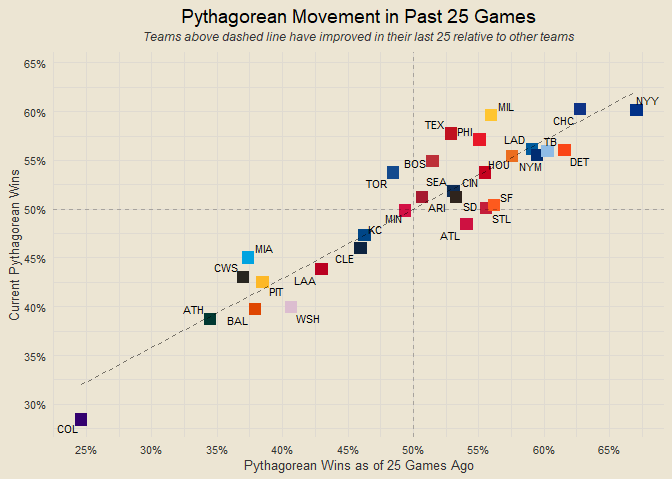 Pythagorean Movement in Past 25 Games
Teams above dashed line have improved in their last 25 relative to other teams
65%
NYY
MIL
60%
CHC
TEX
PHI
LAD
TB
55%
BOS
HOU
NYM
DET
TOR
SEA
CIN
SF
50%
MIN
ARI
SD
STL
KC
ATL
45%
MIA
CLE
CWS
LAA
PIT
40%
ATH
BAL
WSH
35%
30%
COL
25%
30%
35%
40%
45%
50%
55%
60%
65%
Current Pythagorean Wins
Pythagorean Wins as of 25 Games Ago